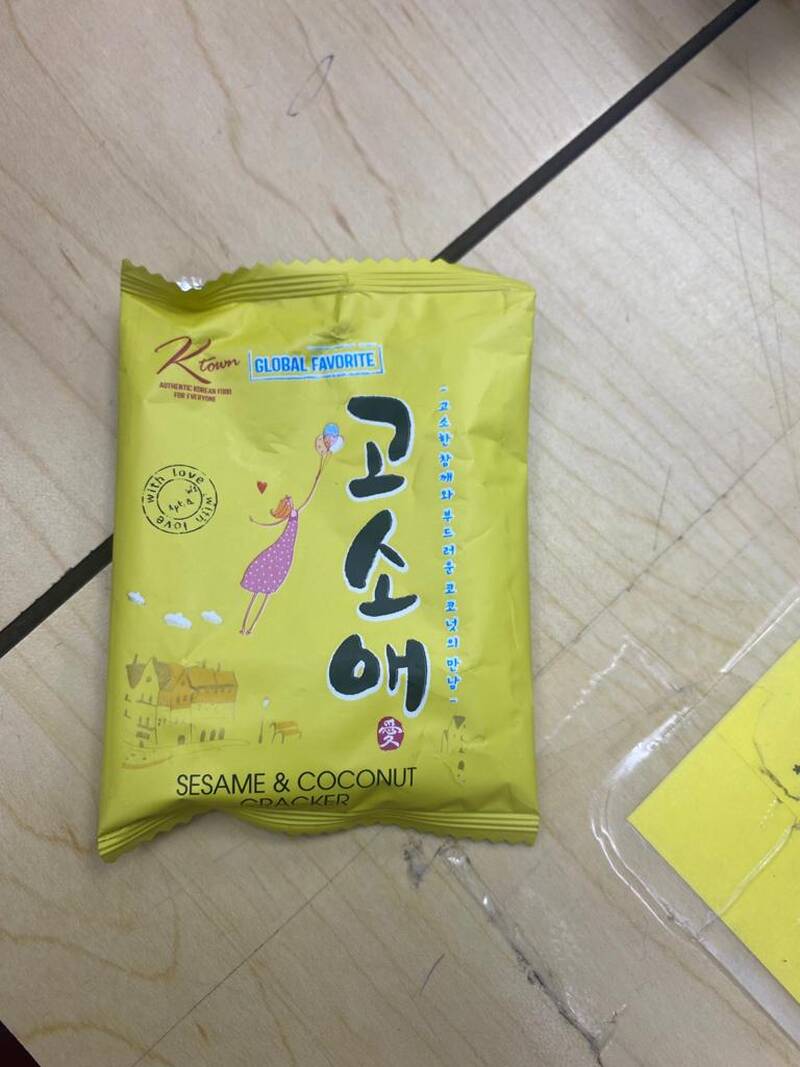 K town
AUTHENTIC KOREAN FOOD
FOR EVERYONE
GLOBAL FAVORITE
고소애
愛
- 고소한 참깨와 부드러운 코코넛의 만남 -
with love with love
SESAME & COCONUT
CRACKER